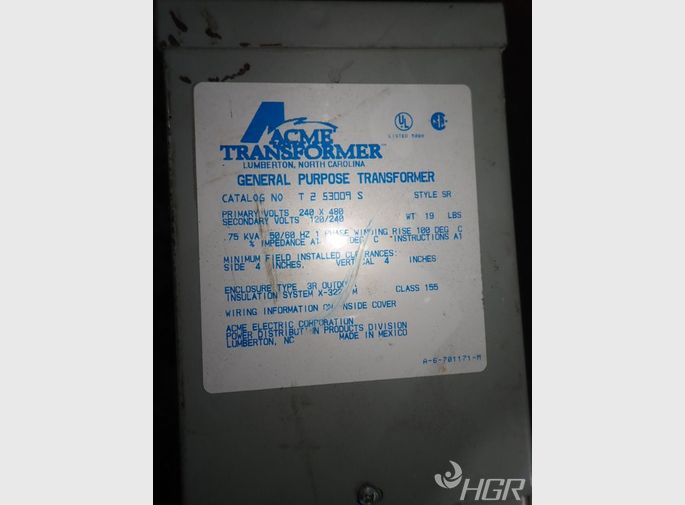 ACME
TRANSFORMER
LUMBERTON, NORTH CAROLINA
UL
LISTED
GENERAL PURPOSE TRANSFORMER
CATALOG NO T 2 53009 S STYLE SR
PRIMARY VOLTS 240 X 480
SECONDARY VOLTS 120/240 WT 19 LBS
.75 KVA 50/60 HZ 1 PHASE WINDING RISE 100 DEG C
% IMPEDANCE AT DEG C INSTRUCTIONS A1
MINIMUM FIELD INSTALLED CLEARANCES:
SIDE 4 INCHES, VERTICAL 4 INCHES
ENCLOSURE TYPE 3R OUTDOOR
INSULATION SYSTEM CLASS 155
WIRING INFORMATION ON INSIDE COVER
ACME ELECTRIC CORPORATION
POWER DISTRIBUTION PRODUCTS DIVISION
LUMBERTON, NC MADE IN MEXICO
A-6-701171-M
HGR